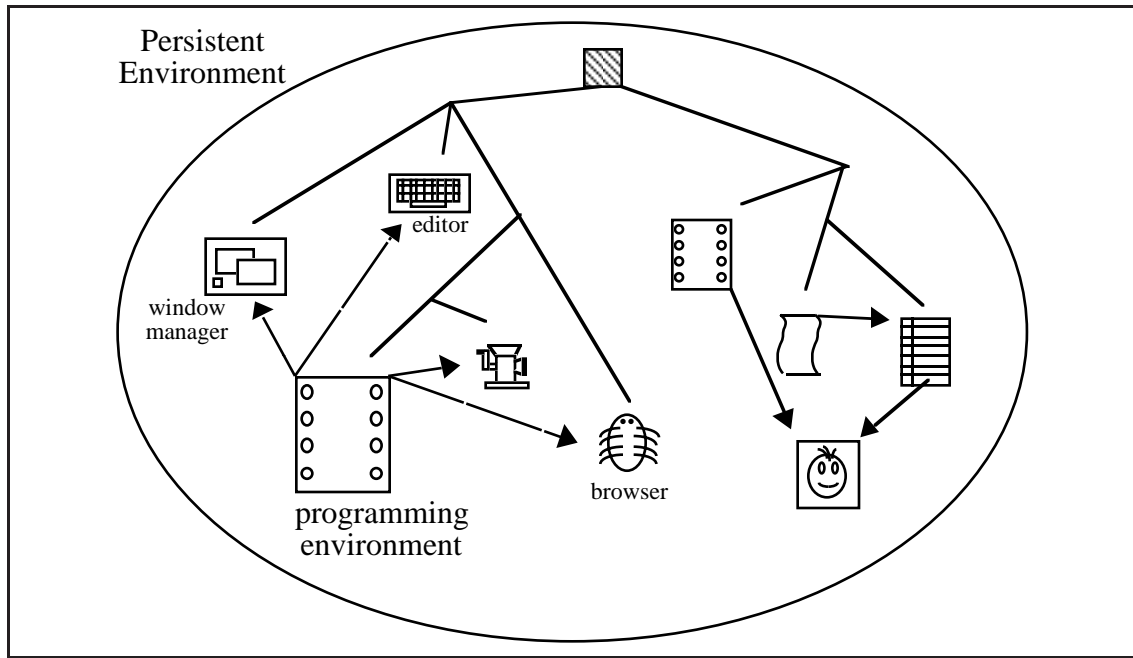 Persistent
Environment
editor
window
manager
browser
programming
environment